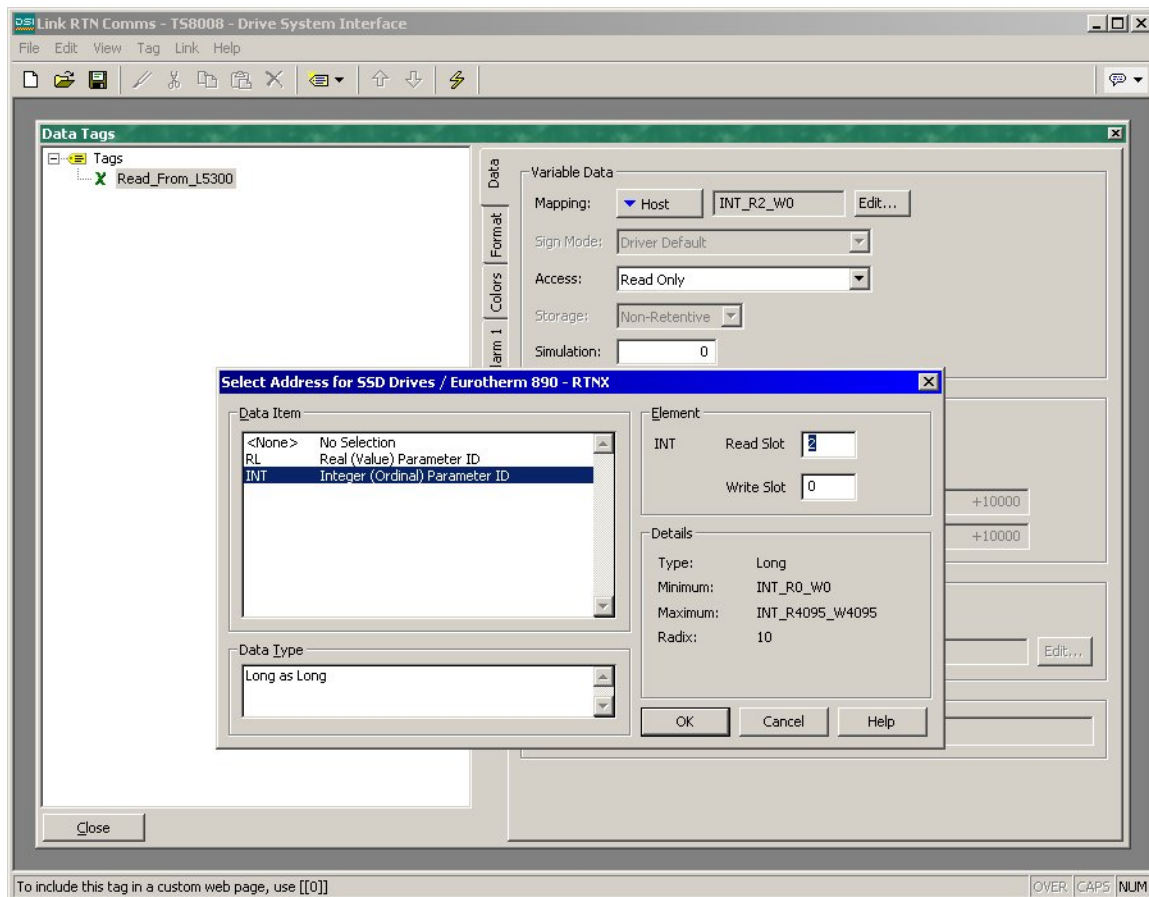 DSI Link RTN Comms - TS8008 - Drive System Interface
File Edit View Tag Link Help
Data Tags
Tags
Read_From_L5300
Data
Format
Colors
larm 1
Variable Data
Mapping: Host INT_R2_W0 Edit...
Sign Mode: Driver Default
Access: Read Only
Storage: Non-Retentive
Simulation: 0
+10000
+10000
Edit...
Select Address for SSD Drives / Eurotherm 890 - RTNX
Data Item
<None> No Selection
RL Real (Value) Parameter ID
INT Integer (Ordinal) Parameter ID
Data Type
Long as Long
Element
INT Read Slot 2
Write Slot 0
Details
Type: Long
Minimum: INT_R0_W0
Maximum: INT_R4095_W4095
Radix: 10
OK Cancel Help
Close
To include this tag in a custom web page, use [[0]] OVER CAPS NUM